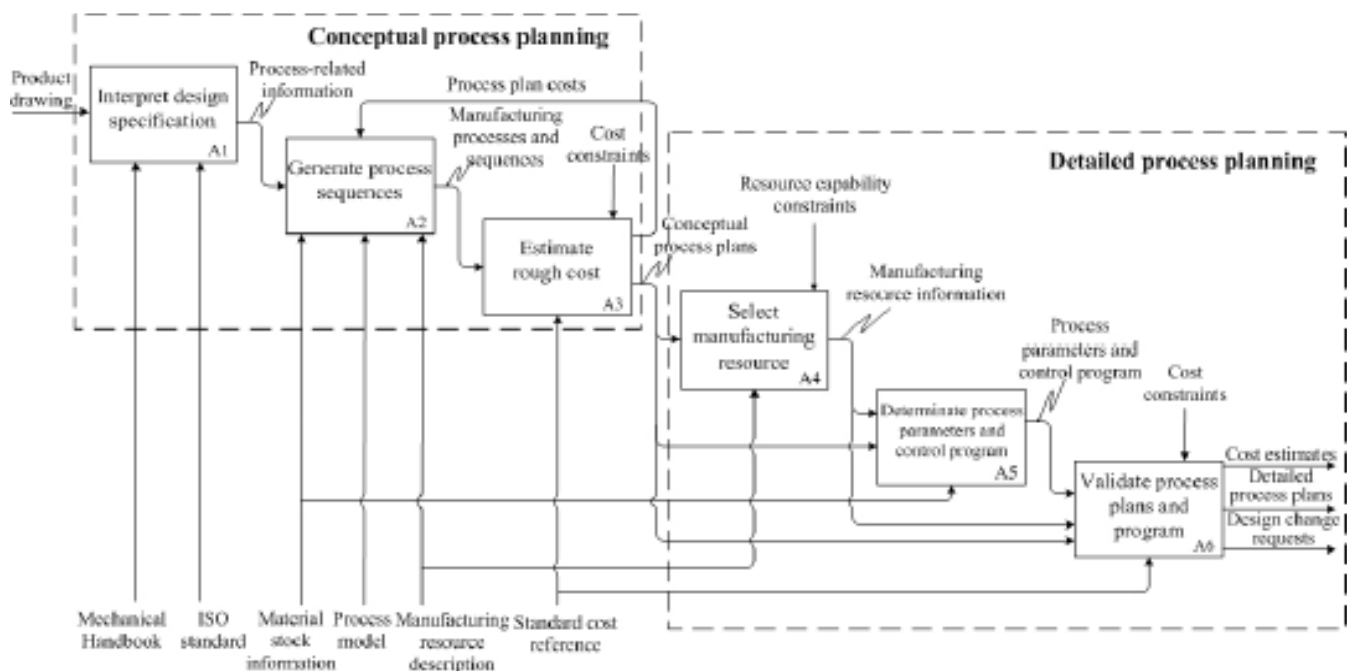 Conceptual process planning
Product
drawing
Interpret design
specification
A1
Process-related
information
Process plan costs
Manufacturing
processes and
sequences
Cost
constraints
Generate process
sequences
A2
Estimate
rough cost
A3
Conceptual
process plans
Detailed process planning
Resource capability
constraints
Select
manufacturing
resource
A4
Manufacturing
resource information
Process
parameters and
control program
Determinate process
parameters and
control program
A5
Cost
constraints
Validate process
plans and
program
A6
Cost estimates
Detailed
process plans
Design change
requests
Mechanical
Handbook
ISO
standard
Material
stock
information
Process
model
Manufacturing
resource
description
Standard cost
reference